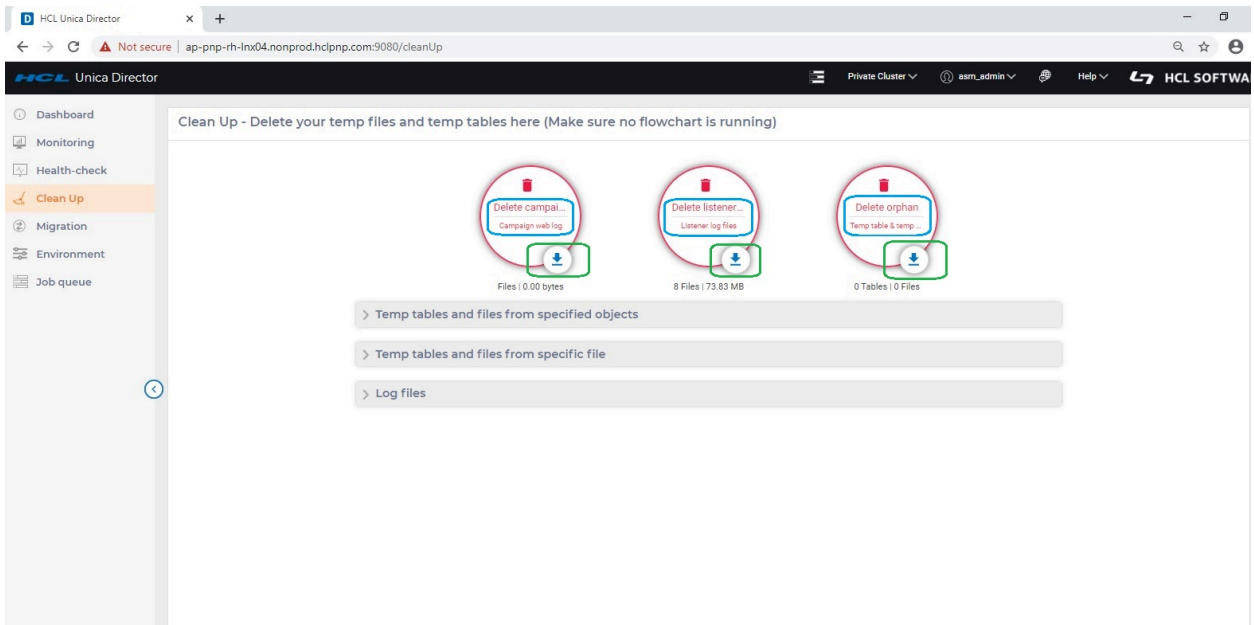 D HCL Unica Director
Not secure | ap-pnp-rh-lnx04.nonprod.hclpnp.com:9080/cleanUp
HCL Unica Director
Private Cluster
asm_admin
Help
HCL SOFTWA
Dashboard
Monitoring
Health-check
Clean Up
Migration
Environment
Job queue
Clean Up - Delete your temp files and temp tables here (Make sure no flowchart is running)
Delete campai...
Campaign web log
Files | 0.00 bytes
Delete listener...
Listener log files
8 Files | 73.83 MB
Delete orphan
Temp table & temp ...
0 Tables | 0 Files
Temp tables and files from specified objects
Temp tables and files from specific file
Log files